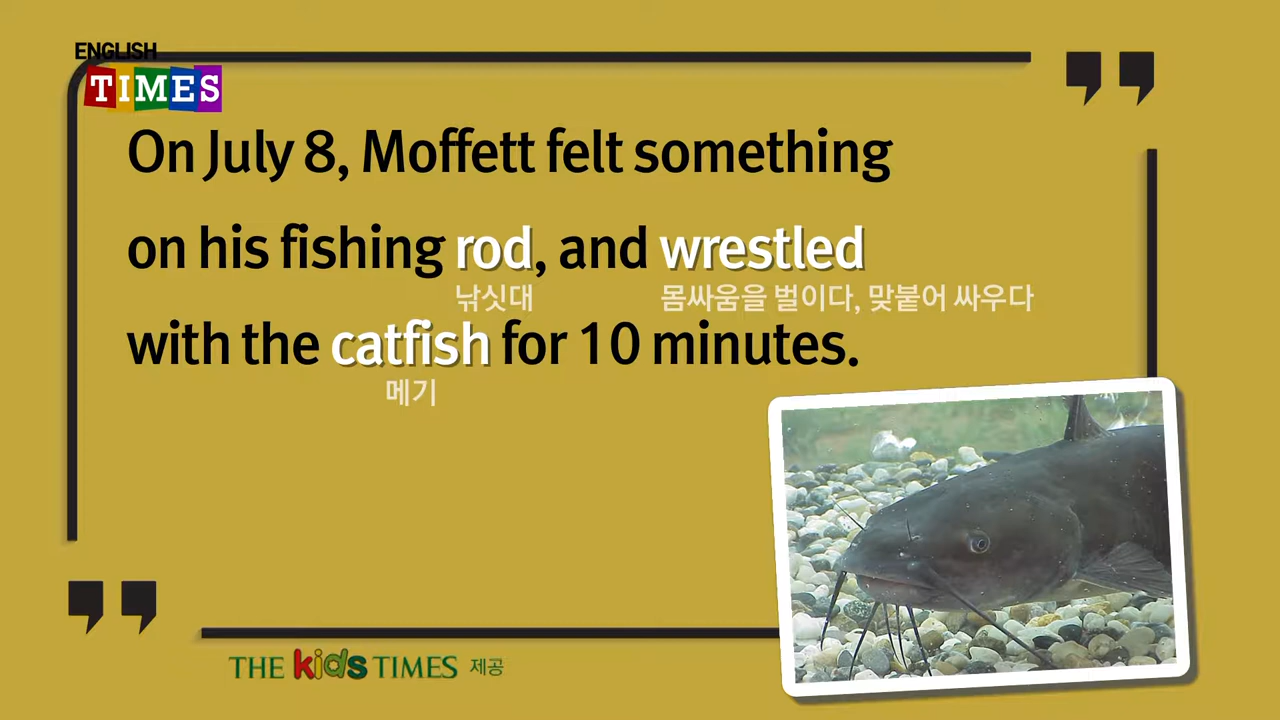 ENGLISH
TIMES
On July 8, Moffett felt something
on his fishing rod, and wrestled
낚싯대 몸싸움을 벌이다, 맞붙어 싸우다
with the catfish for 10 minutes.
메기
THE kids TIMES 제공